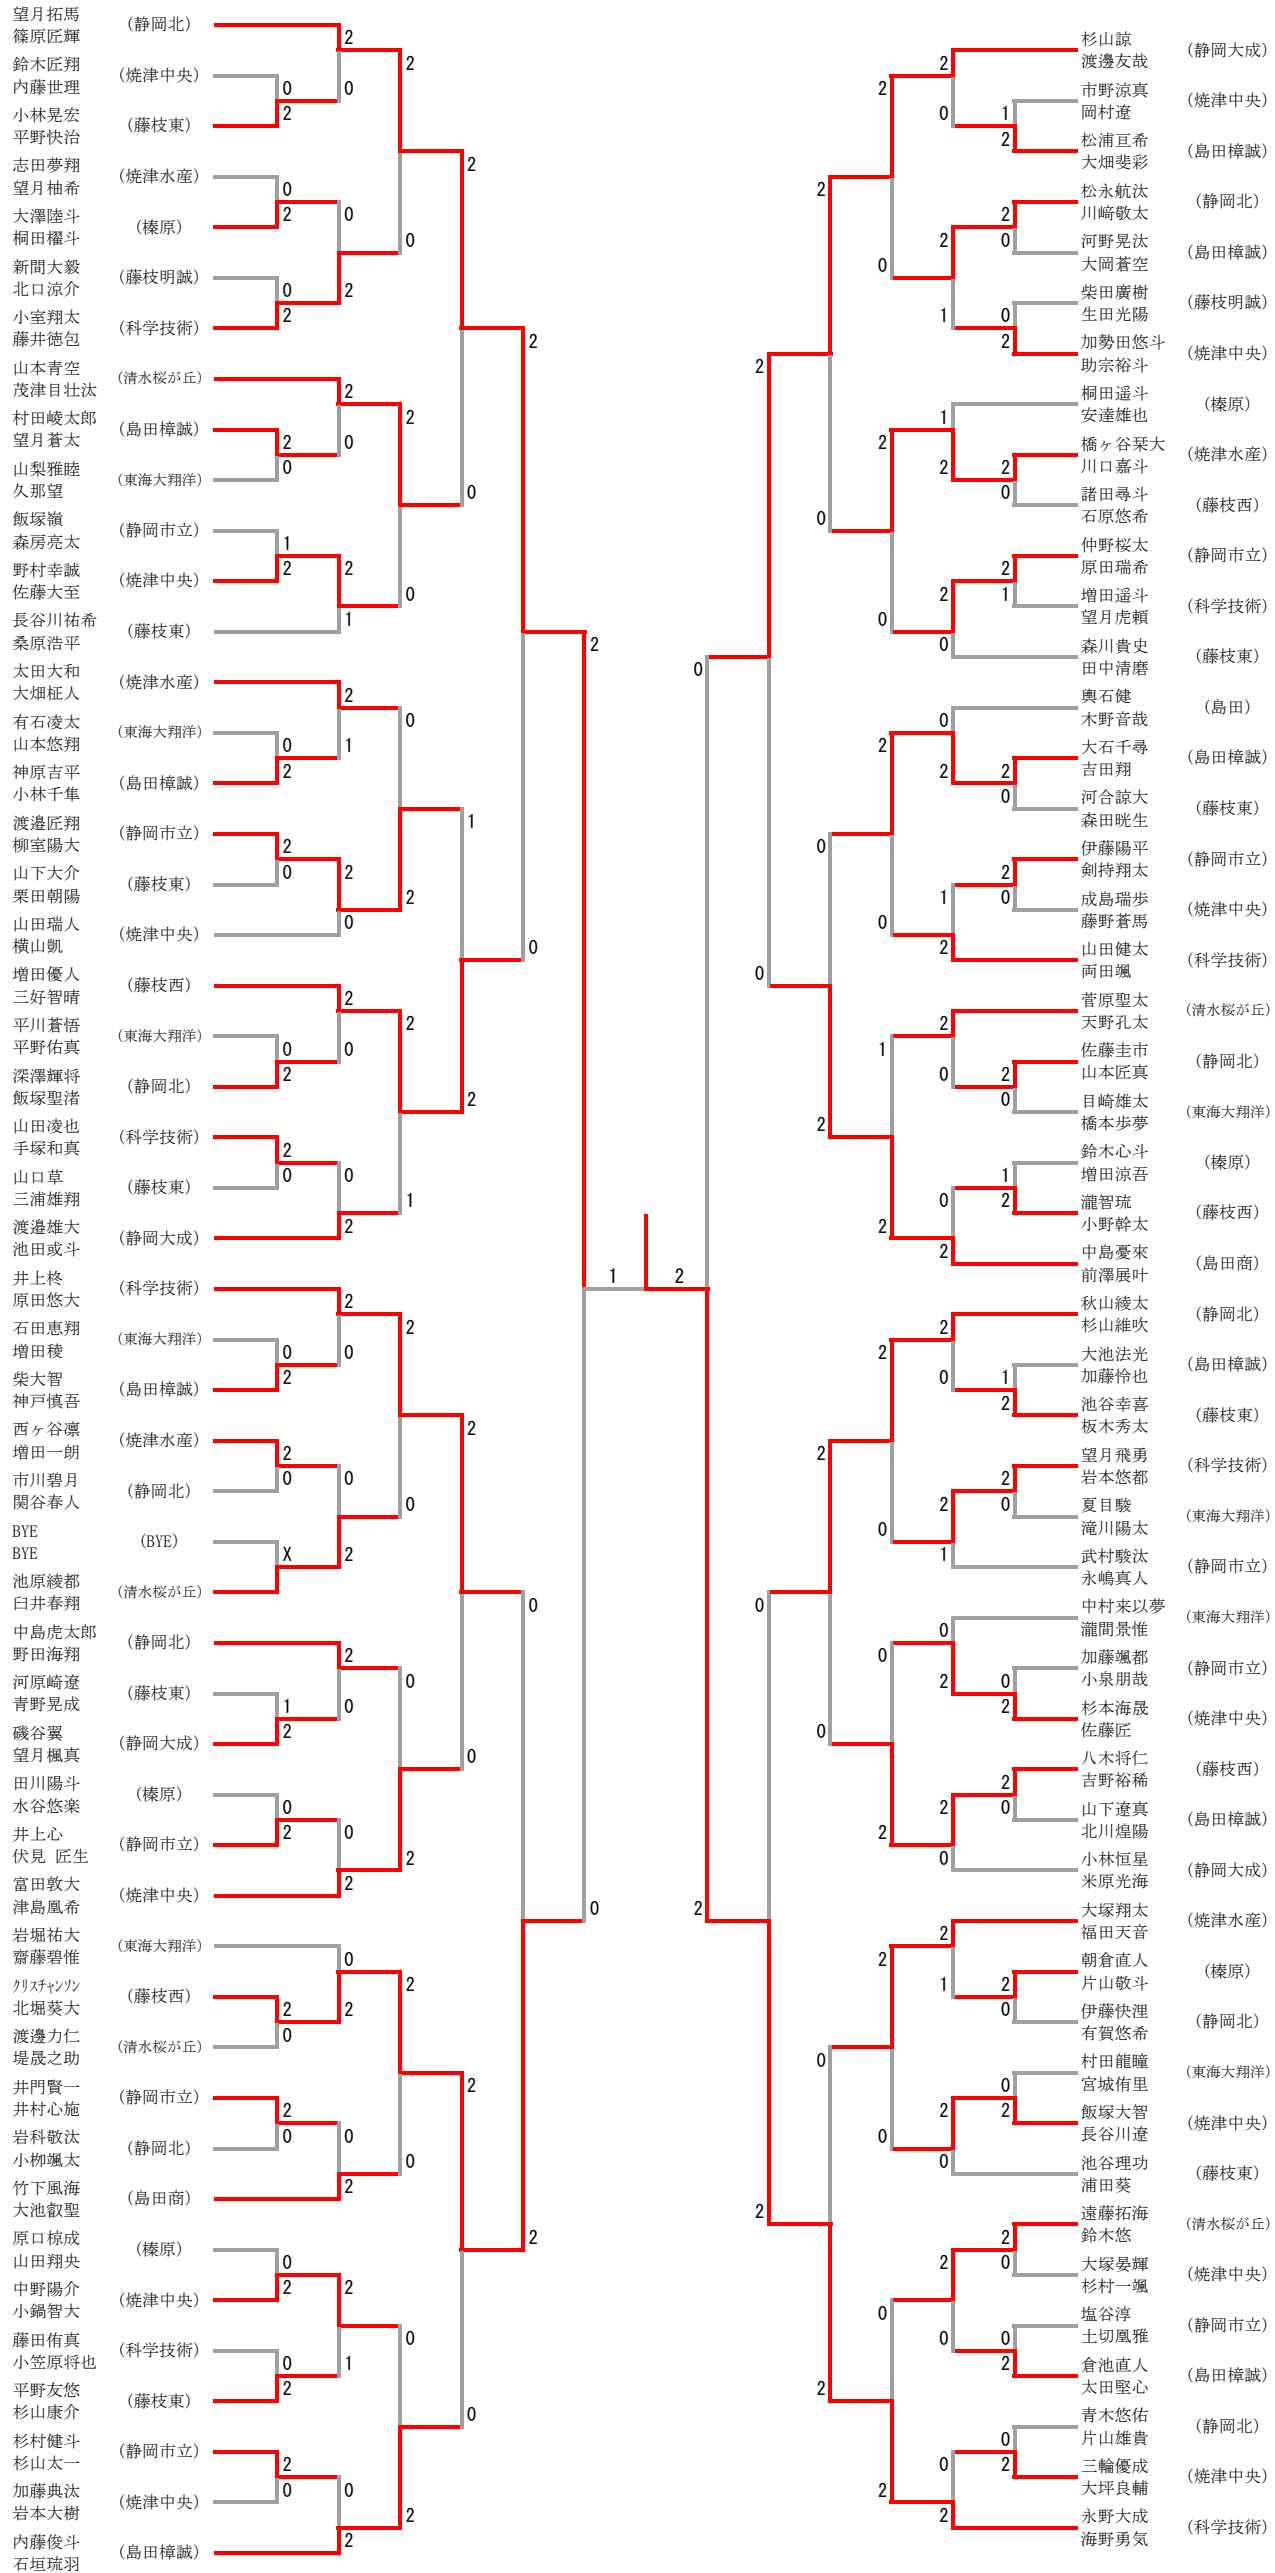 望月拓馬
篠原匠輝
(静岡北)
鈴木匠翔
内藤世理
(焼津中央)
小林晃宏
平野快治
(藤枝東)
志田夢翔
望月柚希
(焼津水産)
大澤陸斗
桐田櫂斗
(榛原)
新間大毅
北口涼介
(藤枝明誠)
小室翔太
藤井徳包
(科学技術)
山本青空
茂津目壮汰
(清水桜が丘)
村田崚太郎
望月蒼太
(島田樟誠)
山梨雅睦
久那望
(東海大翔洋)
飯塚嶺
森房亮太
(静岡市立)
野村幸誠
佐藤大至
(焼津中央)
長谷川祐希
桑原浩平
(藤枝東)
太田大和
大畑柾人
(焼津水産)
有石凌太
山本悠翔
(東海大翔洋)
神原吉平
小林千隼
(島田樟誠)
渡邉匠翔
柳室陽大
(静岡市立)
山下大介
栗田朝陽
(藤枝東)
山田瑞人
横山凱
(焼津中央)
増田優人
三好智晴
(藤枝西)
平川蒼悟
平野佑真
(東海大翔洋)
深澤輝将
飯塚聖渚
(静岡北)
山田凌也
手塚和真
(科学技術)
山口草
三浦雄翔
(藤枝東)
渡邉雄大
池田或斗
(静岡大成)
井上柊
原田悠大
(科学技術)
石田恵翔
増田稜
(東海大翔洋)
柴大智
神戸慎吾
(島田樟誠)
西ヶ谷凛
増田一朗
(焼津水産)
市川碧月
関谷春人
(静岡北)
BYE
BYE
(BYE)
池原綾都
臼井春翔
(清水桜が丘)
中島虎太郎
野田海翔
(静岡北)
河原崎遼
青野晃成
(藤枝東)
磯谷翼
望月楓真
(静岡大成)
田川陽斗
水谷悠楽
(榛原)
井上心
伏見 匠生
(静岡市立)
富田敦大
津島凰希
(焼津中央)
岩堀祐大
齋藤碧惟
(東海大翔洋)
クリスチャンソン
北堀葵大
(藤枝西)
渡邊力仁
堤晟之助
(清水桜が丘)
井門賢一
井村心施
(静岡市立)
岩科敬汰
小栁颯太
(静岡北)
竹下風海
大池叡聖
(島田商)
原口椋成
山田翔央
(榛原)
中野陽介
小鍋智大
(焼津中央)
藤田侑真
小笠原将也
(科学技術)
平野友悠
杉山康介
(藤枝東)
杉村健斗
杉山太一
(静岡市立)
加藤典汰
岩本大樹
(焼津中央)
内藤俊斗
石垣琉羽
(島田樟誠)
1
2
杉山諒
渡邊友哉
(静岡大成)
市野涼真
岡村遼
(焼津中央)
松浦亘希
大畑斐彩
(島田樟誠)
松永航汰
川﨑敬太
(静岡北)
河野晃汰
大岡蒼空
(島田樟誠)
柴田廣樹
生田光陽
(藤枝明誠)
加勢田悠斗
助宗裕斗
(焼津中央)
桐田遥斗
安達雄也
(榛原)
橋ヶ谷栞大
川口嘉斗
(焼津水産)
諸田尋斗
石原悠希
(藤枝西)
仲野桜太
原田瑞希
(静岡市立)
増田遥斗
望月虎頼
(科学技術)
森川貴史
田中清磨
(藤枝東)
輿石健
木野音哉
(島田)
大石千尋
吉田翔
(島田樟誠)
河合諒大
森田晄生
(藤枝東)
伊藤陽平
剣持翔太
(静岡市立)
成島瑞歩
藤野蒼馬
(焼津中央)
山田健太
両田颯
(科学技術)
菅原聖太
天野孔太
(清水桜が丘)
佐藤圭市
山本匠真
(静岡北)
目崎雄太
橋本歩夢
(東海大翔洋)
鈴木心斗
増田涼吾
(榛原)
瀧智琉
小野幹太
(藤枝西)
中島憂來
前澤展叶
(島田商)
秋山綾太
杉山維吹
(静岡北)
大池法光
加藤怜也
(島田樟誠)
池谷幸喜
板木秀太
(藤枝東)
望月飛勇
岩本悠都
(科学技術)
夏目駿
滝川陽太
(東海大翔洋)
武村駿汰
永嶋真人
(静岡市立)
中村来以夢
瀧間景惟
(東海大翔洋)
加藤颯都
小泉朋哉
(静岡市立)
杉本海晟
佐藤匠
(焼津中央)
八木将仁
吉野裕稀
(藤枝西)
山下遼真
北川煌陽
(島田樟誠)
小林恒星
米原光海
(静岡大成)
大塚翔太
福田天音
(焼津水産)
朝倉直人
片山敬斗
(榛原)
伊藤快浬
有賀悠希
(静岡北)
村田龍瞳
宮城侑里
(東海大翔洋)
飯塚大智
長谷川遼
(焼津中央)
池谷理功
浦田葵
(藤枝東)
遠藤拓海
鈴木悠
(清水桜が丘)
大塚晏輝
杉村一颯
(焼津中央)
塩谷淳
土切凰雅
(静岡市立)
倉池直人
太田堅心
(島田樟誠)
青木悠佑
片山雄貴
(静岡北)
三輪優成
大坪良輔
(焼津中央)
永野大成
海野勇気
(科学技術)